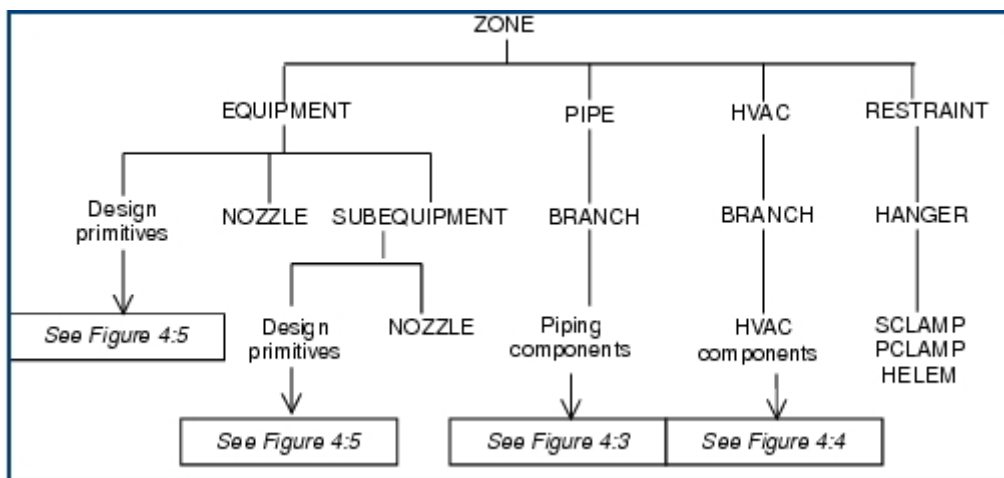 ZONE
EQUIPMENT PIPE HVAC RESTRAINT
Design
primitives
NOZZLE SUBEQUIPMENT BRANCH BRANCH HANGER
See Figure 4:5
Design
primitives
NOZZLE
Piping
components
HVAC
components
SCLAMP
PCLAMP
HELEM
See Figure 4:5 See Figure 4:3 See Figure 4:4